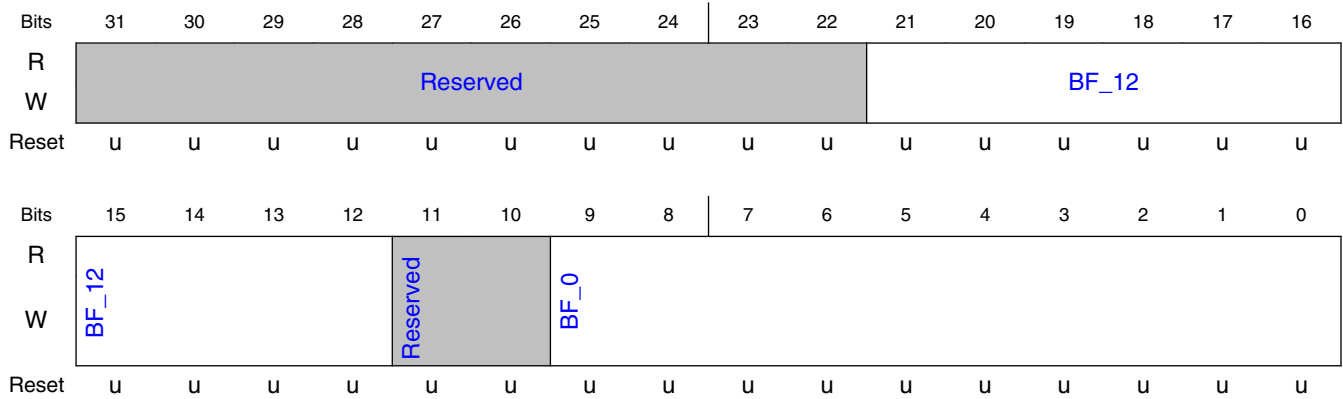 Bits 31 30 29 28 27 26 25 24 23 22 21 20 19 18 17 16
R
Reserved BF_12
W
Reset u u u u u u u u u u u u u u u u
Bits 15 14 13 12 11 10 9 8 7 6 5 4 3 2 1 0
R
BF_12 Reserved BF_0
W
Reset u u u u u u u u u u u u u u u u